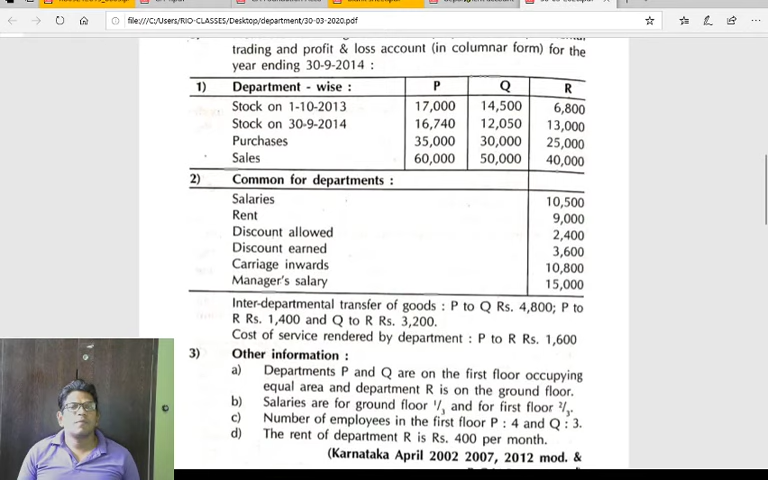 file:///C:/Users/RIO-CLASSES/Desktop/department/30-03-2020.pdf
trading and profit & loss account (in columnar form) for the
year ending 30-9-2014 :
1) Department - wise : P Q R
Stock on 1-10-2013 17,000 14,500 6,800
Stock on 30-9-2014 16,740 12,050 13,000
Purchases 35,000 30,000 25,000
Sales 60,000 50,000 40,000
2) Common for departments :
Salaries 10,500
Rent 9,000
Discount allowed 2,400
Discount earned 3,600
Carriage inwards 10,800
Manager's salary 15,000
Inter-departmental transfer of goods : P to Q Rs. 4,800; P to
R Rs. 1,400 and Q to R Rs. 3,200.
Cost of service rendered by department : P to R Rs. 1,600
3) Other information :
a) Departments P and Q are on the first floor occupying
equal area and department R is on the ground floor.
b) Salaries are for ground floor 1/3 and for first floor 2/3.
c) Number of employees in the first floor P : 4 and Q : 3.
d) The rent of department R is Rs. 400 per month.
(Karnataka April 2002 2007, 2012 mod. &